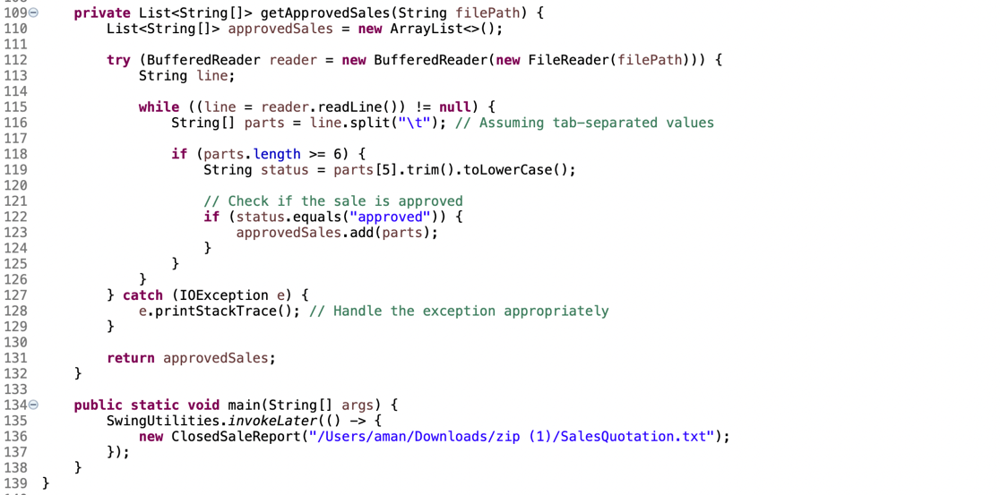 109    private List<String[]> getApprovedSales(String filePath) {
110        List<String[]> approvedSales = new ArrayList<>();
111
112        try (BufferedReader reader = new BufferedReader(new FileReader(filePath))) {
113            String line;
114
115            while ((line = reader.readLine()) != null) {
116                String[] parts = line.split("\t"); // Assuming tab-separated values
117
118                if (parts.length >= 6) {
119                    String status = parts[5].trim().toLowerCase();
120
121                    // Check if the sale is approved
122                    if (status.equals("approved")) {
123                        approvedSales.add(parts);
124                    }
125                }
126            }
127        } catch (IOException e) {
128            e.printStackTrace(); // Handle the exception appropriately
129        }
130
131        return approvedSales;
132    }
133
134    public static void main(String[] args) {
135        SwingUtilities.invokeLater(() -> {
136            new ClosedSaleReport("/Users/aman/Downloads/zip (1)/SalesQuotation.txt");
137        });
138    }
139 }